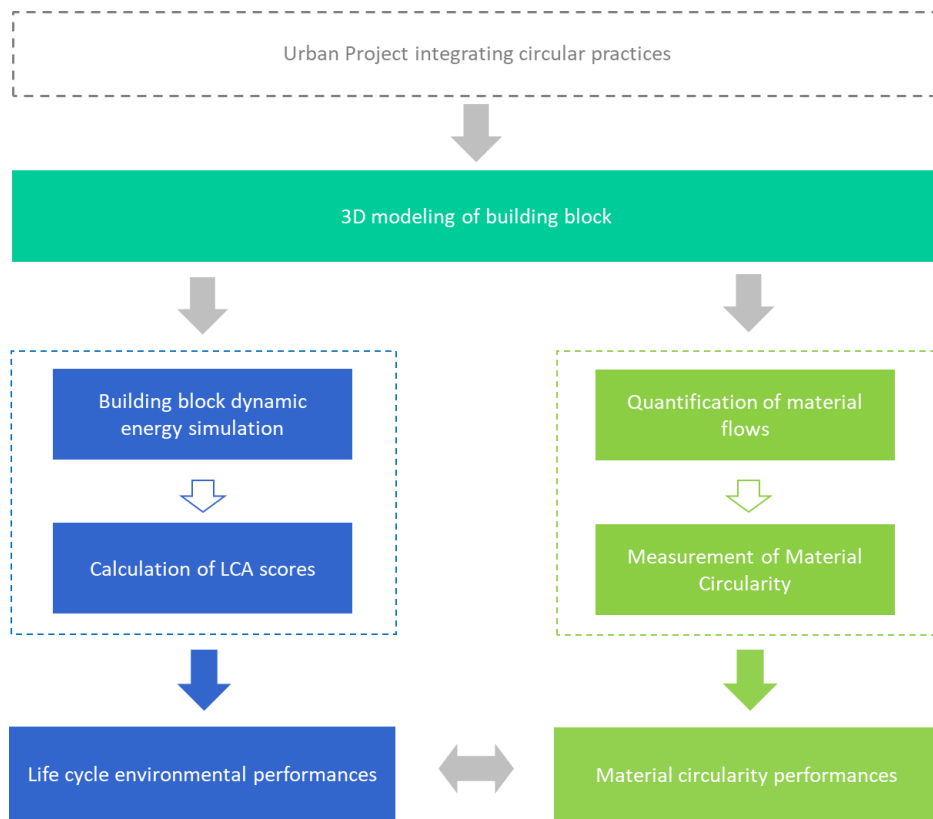 Urban Project integrating circular practices
3D modeling of building block
Building block dynamic
energy simulation
Calculation of LCA scores
Quantification of material
flows
Measurement of Material
Circularity
Life cycle environmental performances
Material circularity performances